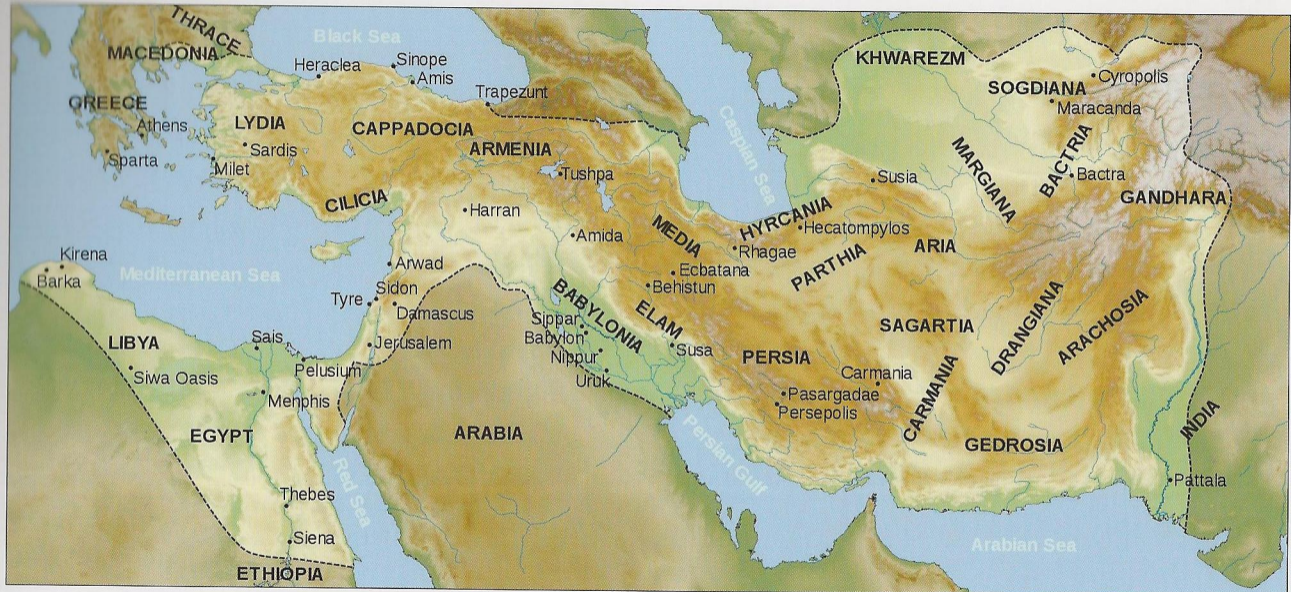 THRACE
MACEDONIA
Black Sea
Heraclea
Sinope
Amis
Trapezunt
GREECE
Athens
Sparta
LYDIA
Sardis
Milet
CAPPADOCIA
ARMENIA
Tushpa
CILICIA
Harran
Amida
Caspian Sea
KHWAREZM
SOGDIANA
Cyropolis
Maracanda
MARGIANA
BACTRIA
Bactra
GANDHARA
Susia
HYRCANIA
Hecatompylos
MEDIA
Rhagae
PARTHIA
ARIA
Ecbatana
Behistun
Kirena
Barka
Mediterranean Sea
Arwad
Sidon
Tyre
Damascus
Jerusalem
BABYLONIA
Sippar
Babylon
Nippur
Uruk
ELAM
Susa
LIBYA
Siwa Oasis
Sais
Pelusium
Menphis
EGYPT
Thebes
Siena
ETHIOPIA
Red Sea
ARABIA
Persian Gulf
PERSIA
Pasargadae
Persepolis
Carmania
CARMANIA
SAGARTIA
DRANGIANA
ARACHOSIA
GEDROSIA
INDIA
Pattala
Arabian Sea